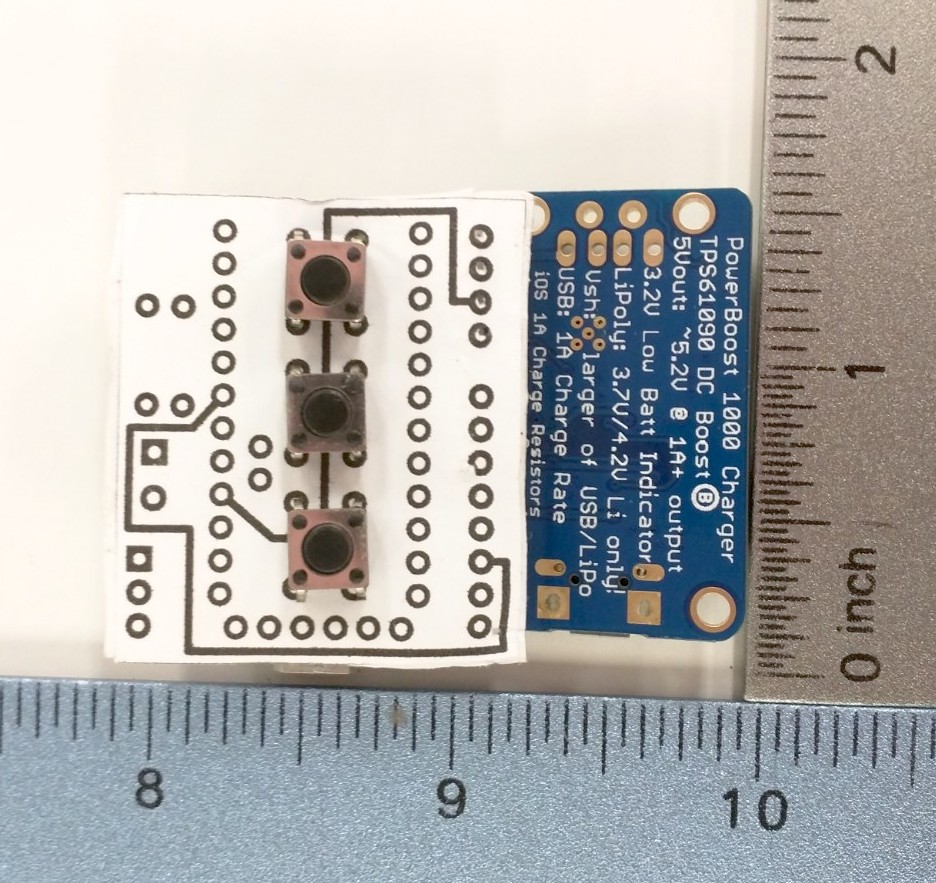 PowerBoost 1000 Charger
TPS61090 DC Boost B
5Vout: ~5.2V @ 1A+ output
3.2V Low Batt Indicator
LiPoly: 3.7V/4.2V Li only!
Vsh: larger of USB/LiPo
USB: 1A Charge Rate
iOS 1A Charge Resistors
2
1
0 inch
8
9
10